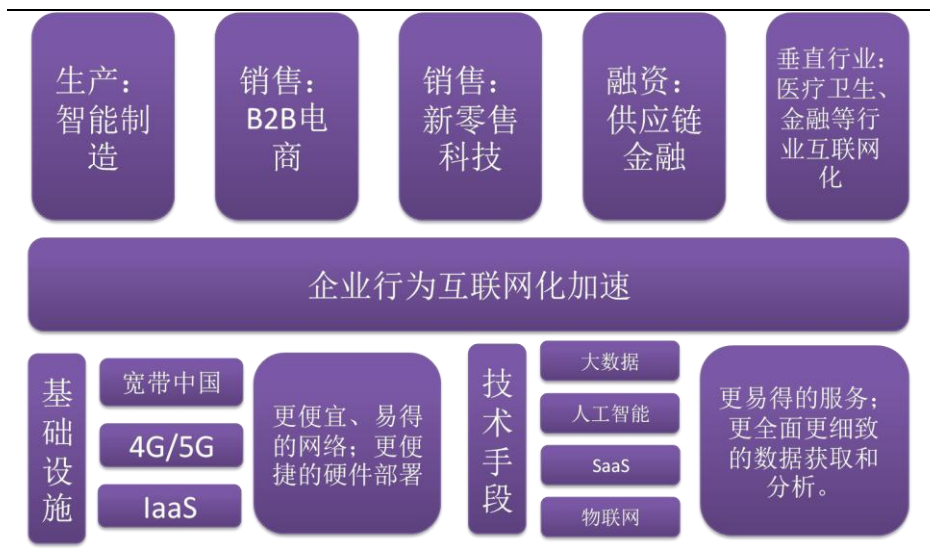 生产：
智能制
造
销售：
B2B电
商
销售：
新零售
科技
融资：
供应链
金融
垂直行业：
医疗卫生、
金融等行
业互联网
化
企业行为互联网化加速
基
础
设
施
宽带中国
4G/5G
IaaS
更便宜、易得
的网络；更便
捷的硬件部署
技
术
手
段
大数据
人工智能
SaaS
物联网
更易得的服务；
更全面更细致
的数据获取和
分析。